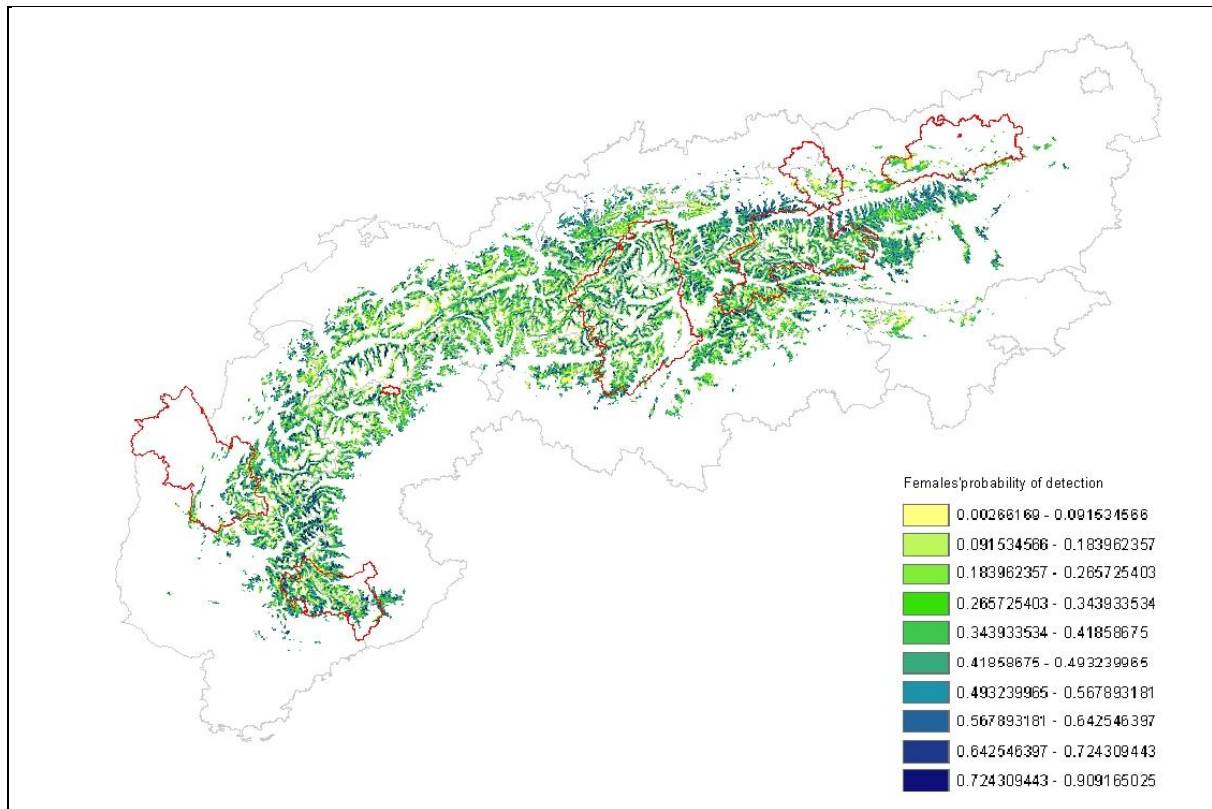 Females'probability of detection
0.00266169 - 0.091534566
0.091534566 - 0.183962357
0.183962357 - 0.265725403
0.265725403 - 0.343933534
0.343933534 - 0.41858675
0.41858675 - 0.493239965
0.493239965 - 0.567893181
0.567893181 - 0.642546397
0.642546397 - 0.724309443
0.724309443 - 0.909165025